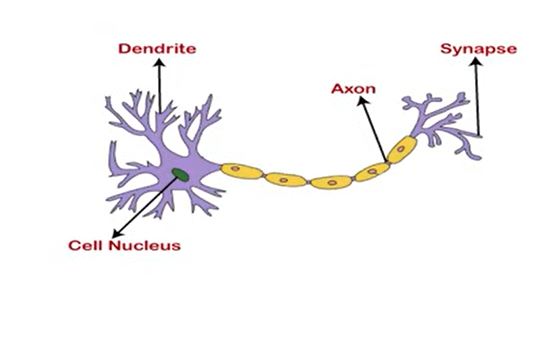 Dendrite
Synapse
Axon
Cell Nucleus